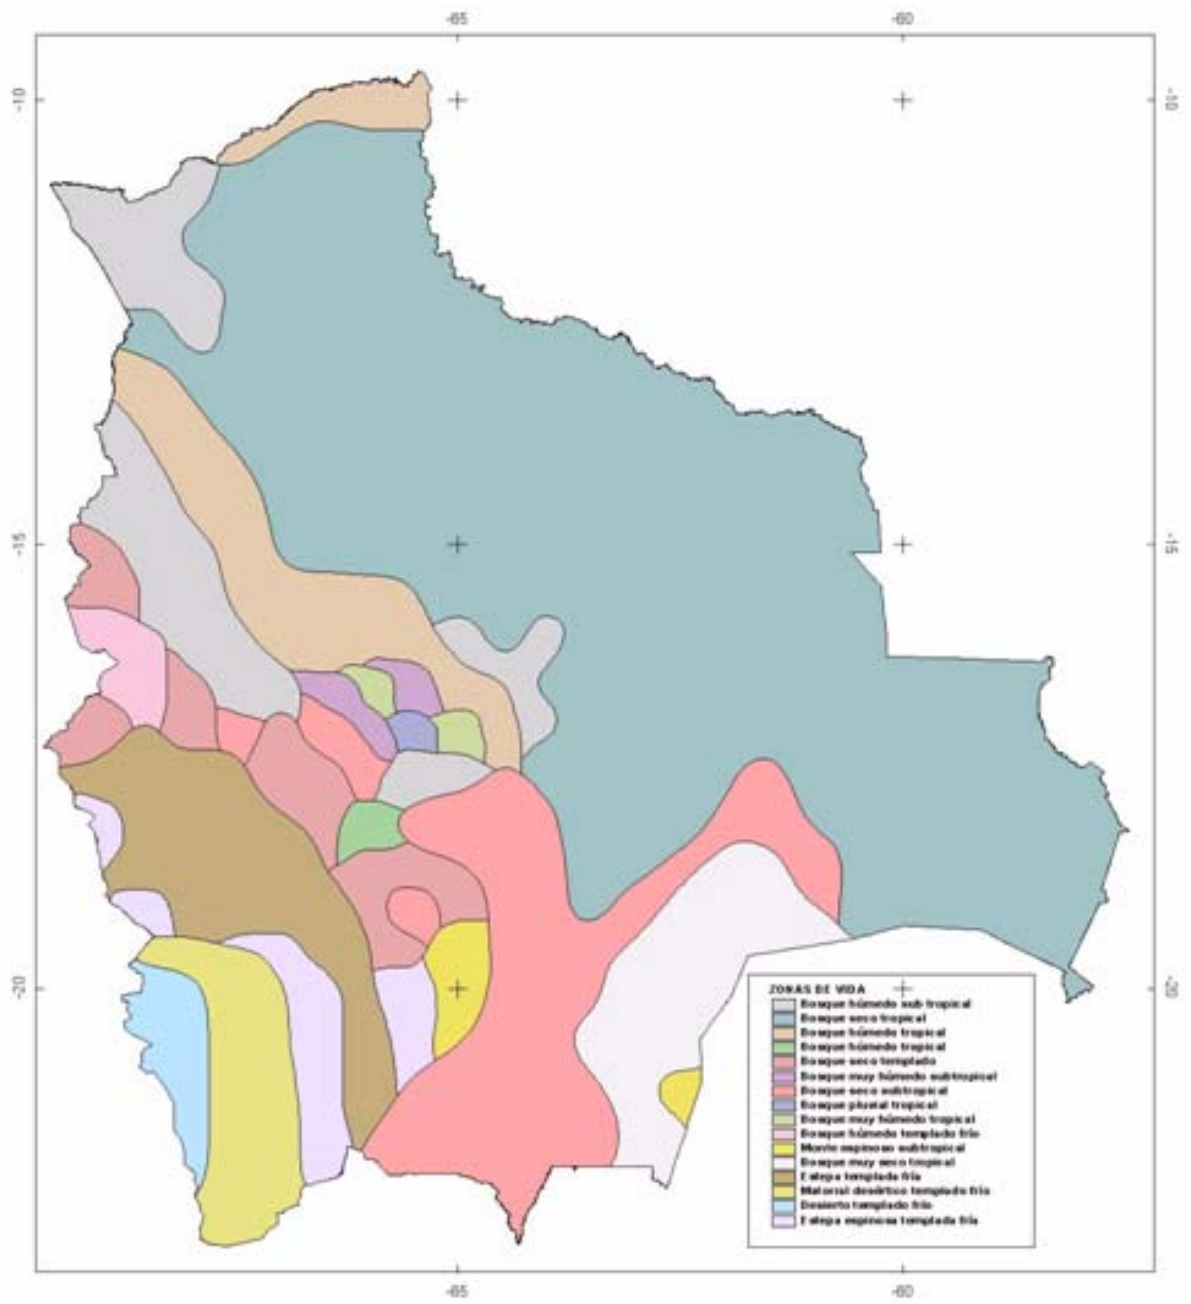 -65 -60
-10 -10
-15 -15
-20 -20
ZONAS DE VIDA
Bosque húmedo sub tropical
Bosque seco tropical
Bosque húmedo tropical
Bosque húmedo tropical
Bosque seco templado
Bosque muy húmedo subtropical
Bosque seco subtropical
Bosque pluvial tropical
Bosque muy húmedo tropical
Bosque húmedo templado frío
Monte espinoso subtropical
Bosque muy seco tropical
Estepa templada fría
Matorral desértico templado frío
Desierto templado frío
Estepa espinosa templada fría
-65 -60